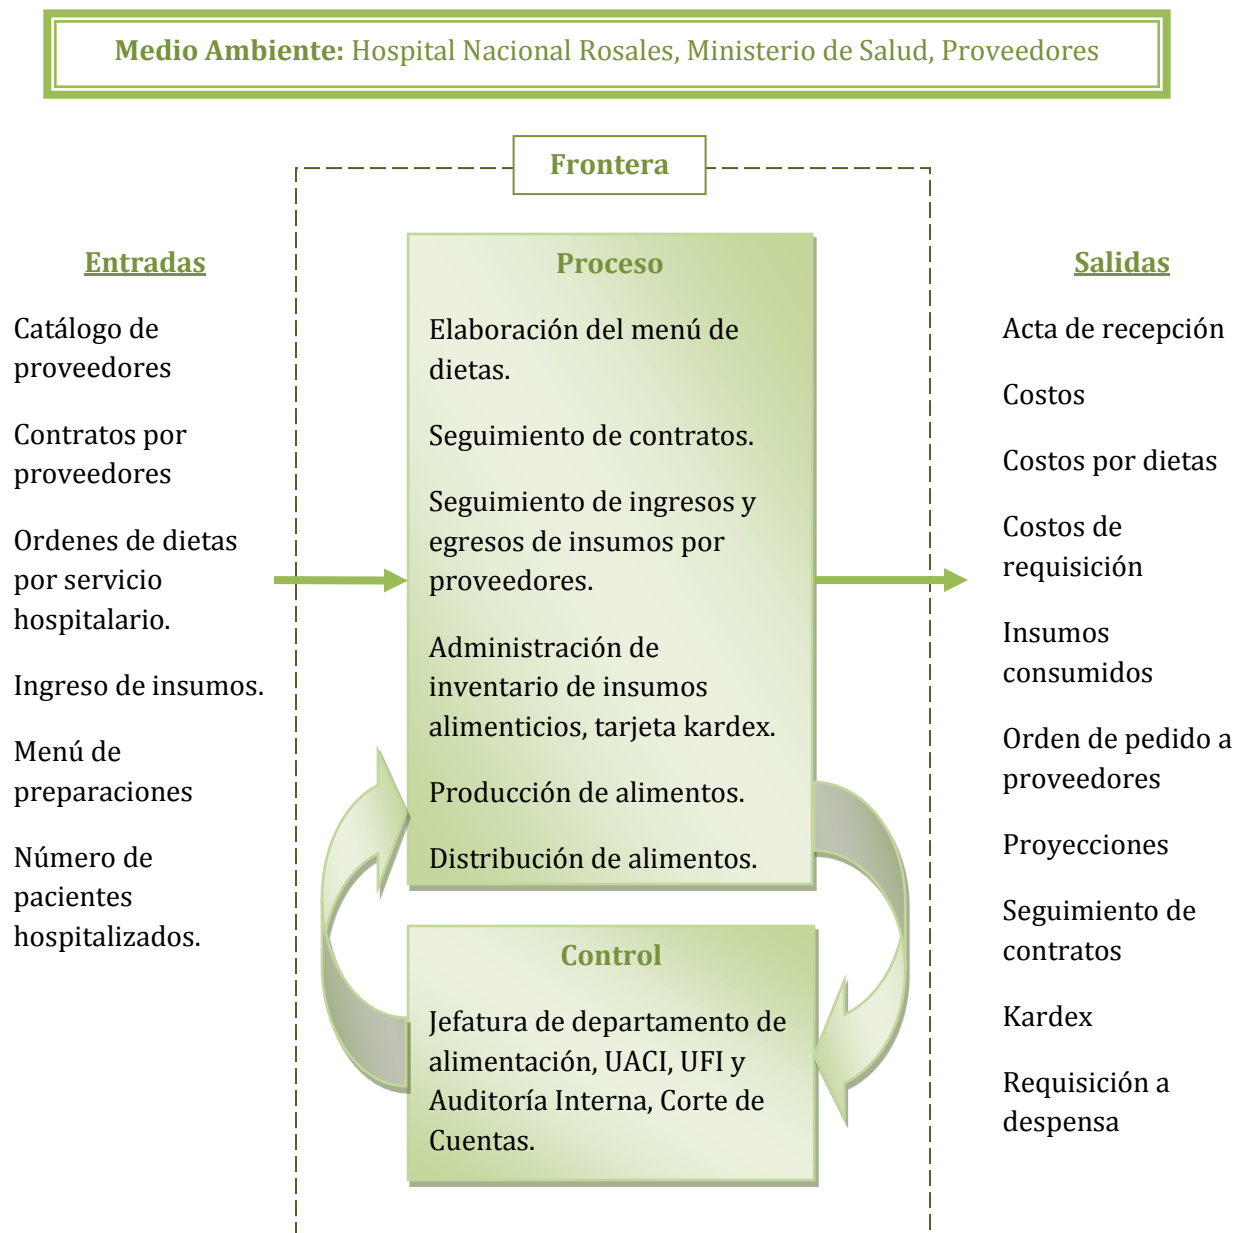 Medio Ambiente: Hospital Nacional Rosales, Ministerio de Salud, Proveedores
Frontera
Entradas
Catálogo de
proveedores
Contratos por
proveedores
Ordenes de dietas
por servicio
hospitalario.
Ingreso de insumos.
Menú de
preparaciones
Número de
pacientes
hospitalizados.
Proceso
Elaboración del menú de
dietas.
Seguimiento de contratos.
Seguimiento de ingresos y
egresos de insumos por
proveedores.
Administración de
inventario de insumos
alimenticios, tarjeta kardex.
Producción de alimentos.
Distribución de alimentos.
Control
Jefatura de departamento de
alimentación, UACI, UFI y
Auditoría Interna, Corte de
Cuentas.
Salidas
Acta de recepción
Costos
Costos por dietas
Costos de
requisición
Insumos
consumidos
Orden de pedido a
proveedores
Proyecciones
Seguimiento de
contratos
Kardex
Requisición a
despensa